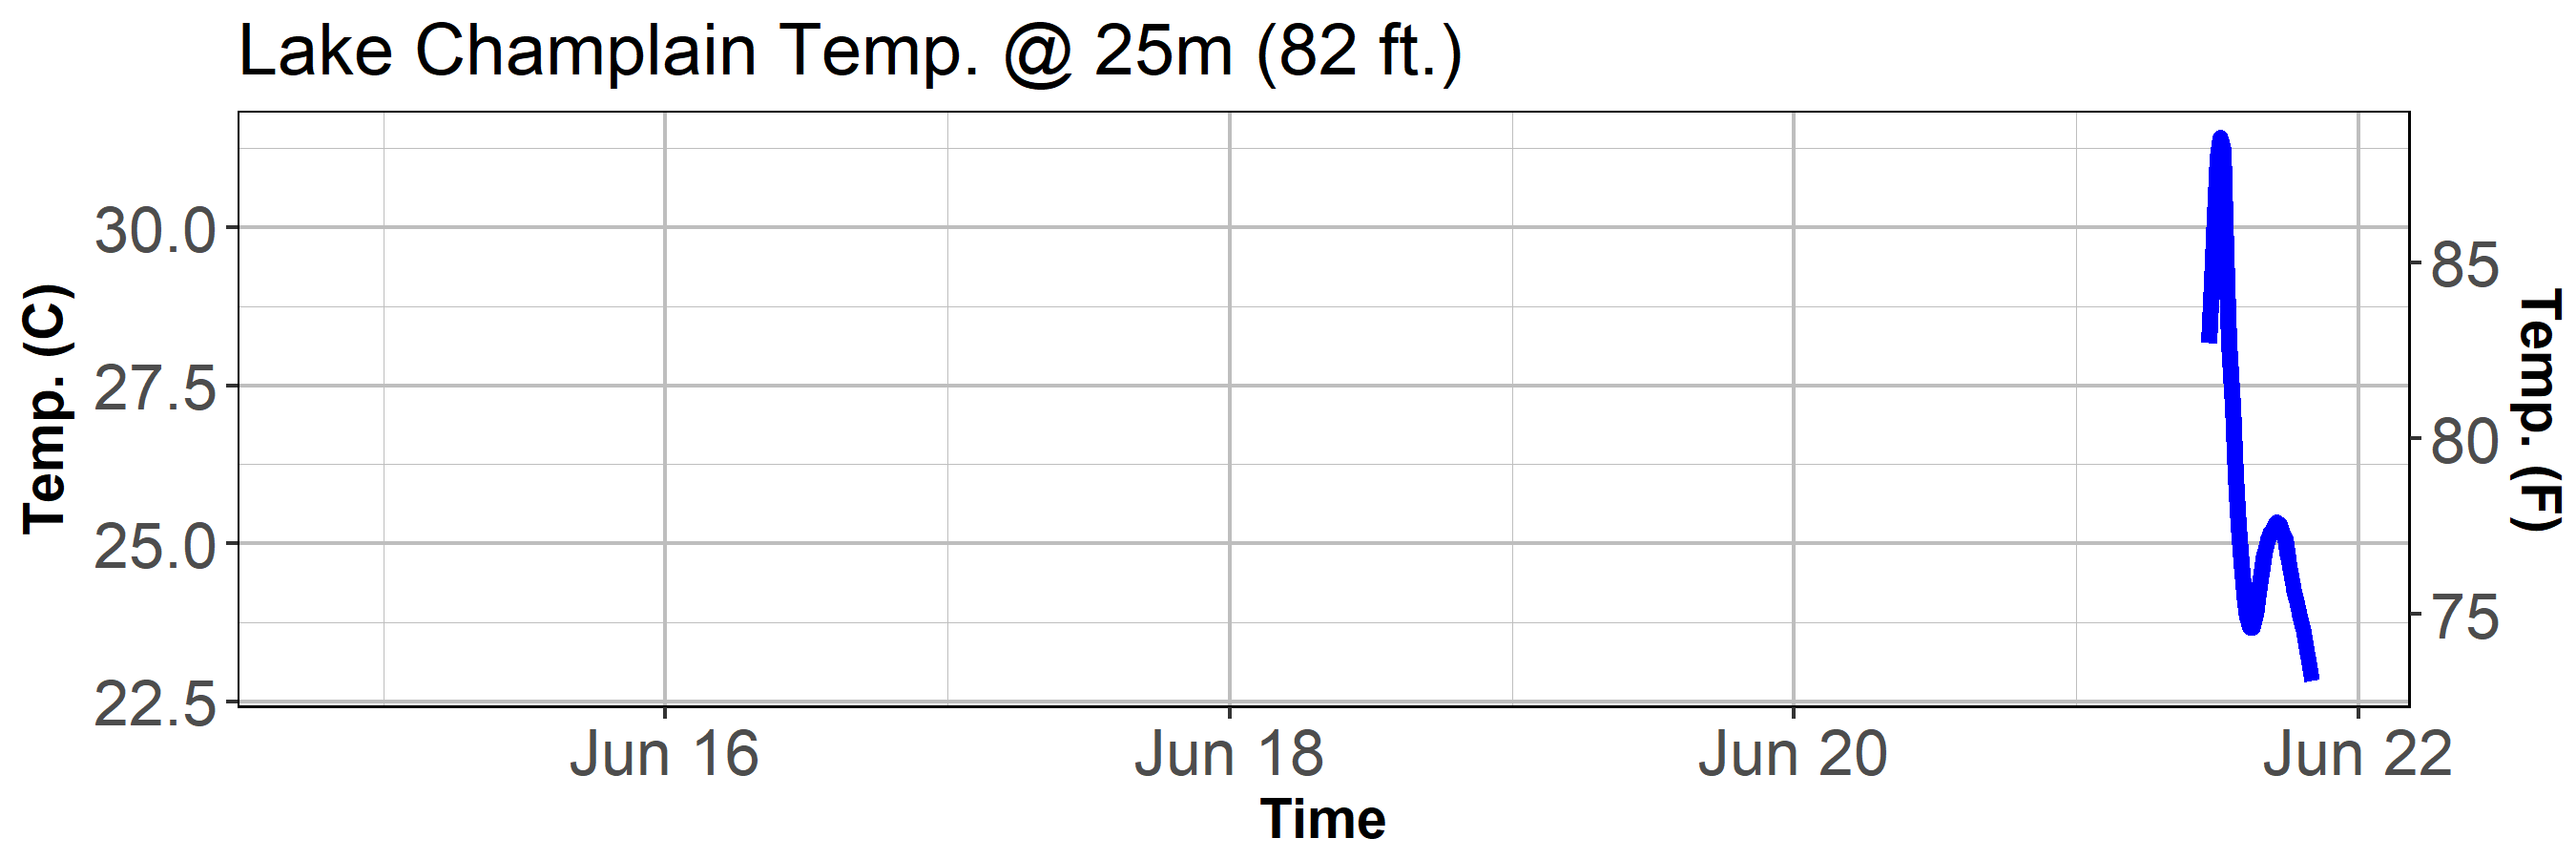 Lake Champlain Temp. @ 25m (82 ft.)
Temp. (C)
30.0
27.5
25.0
22.5
85
80
75
Temp. (F)
Jun 16 Jun 18 Jun 20 Jun 22
Time